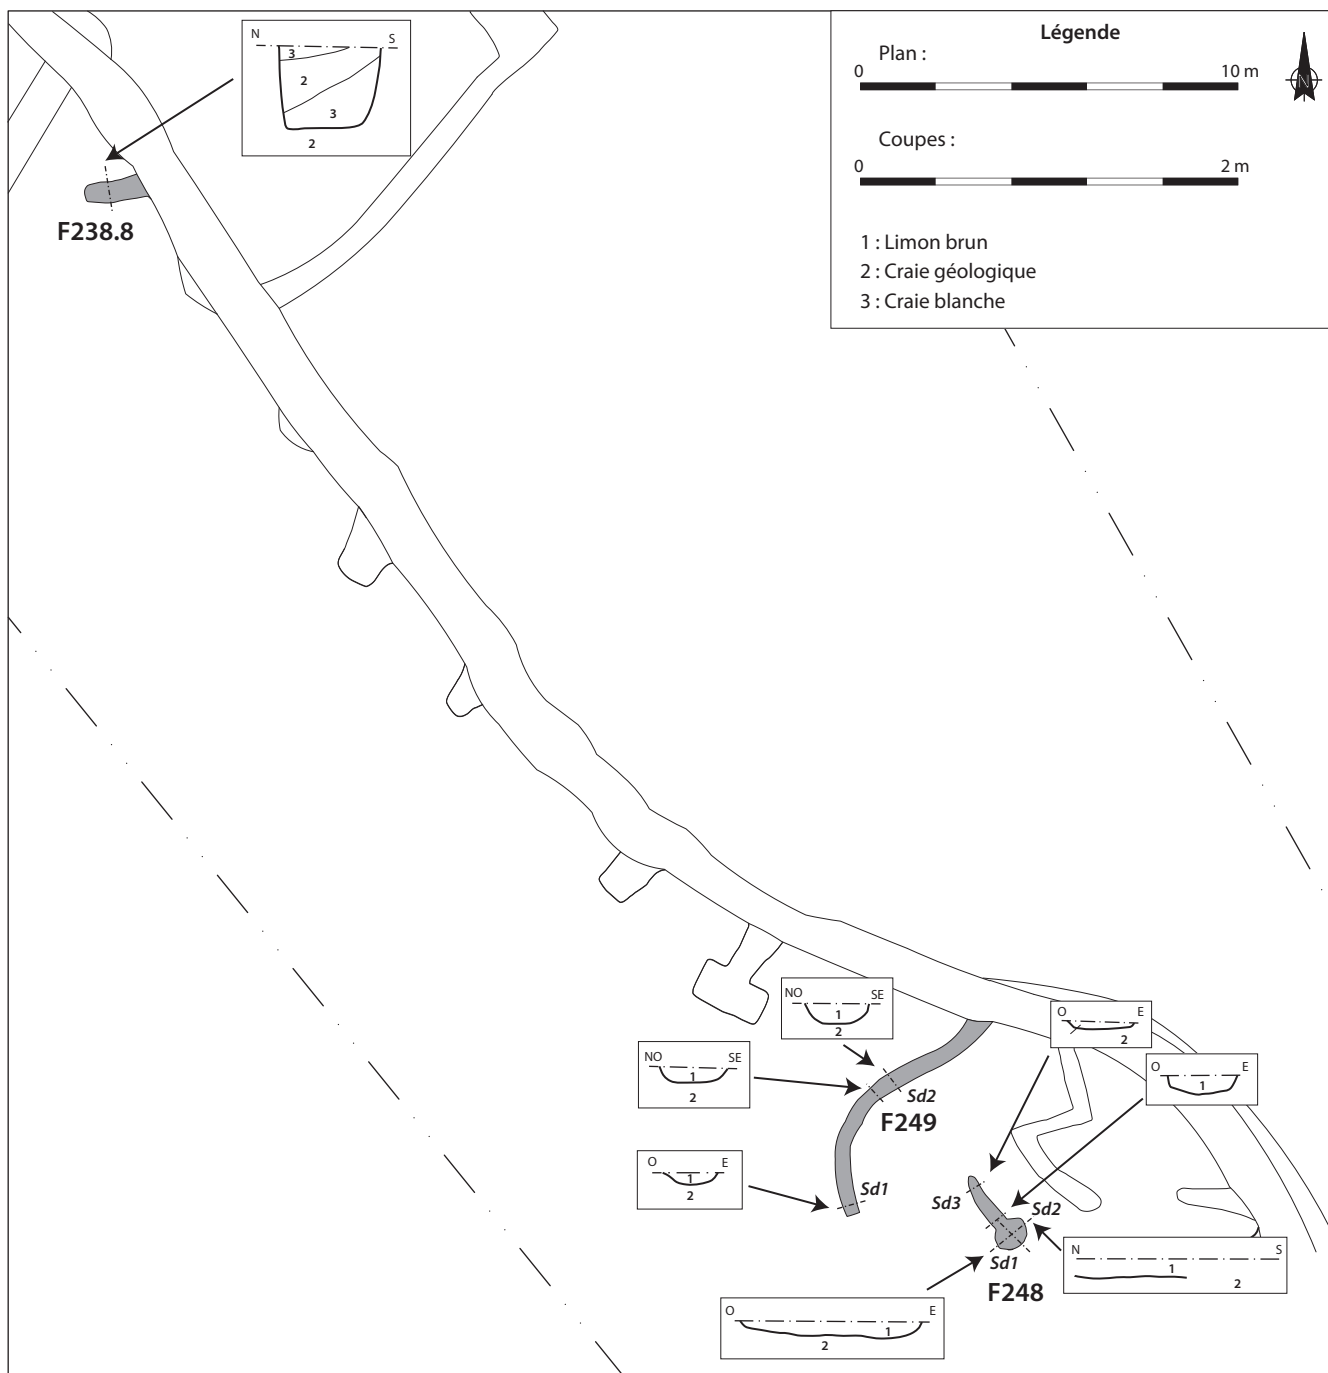 N S
3
2
3
2
F238.8
Légende
Plan :
0 10 m
N
Coupes :
0 2 m
1 : Limon brun
2 : Craie géologique
3 : Craie blanche
NO SE
1
2
NO SE
1
2
Sd2
F249
O E
1
2
Sd1
O E
2
O E
1
Sd3
Sd2
Sd1
F248
N S
1
2
O E
1
2